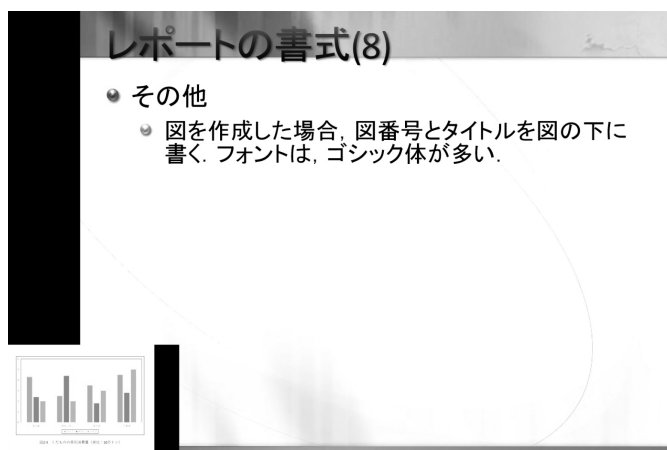 レポートの書式(8)
その他
図を作成した場合, 図番号とタイトルを図の下に
書く. フォントは, ゴシック体が多い.